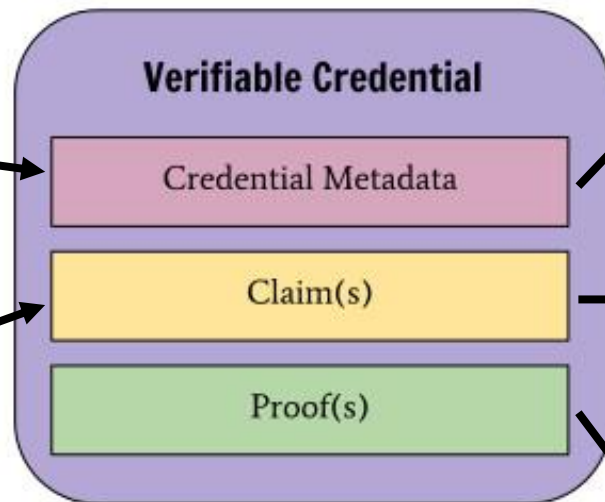 Verifiable Credential
Credential Metadata
Claim(s)
Proof(s)